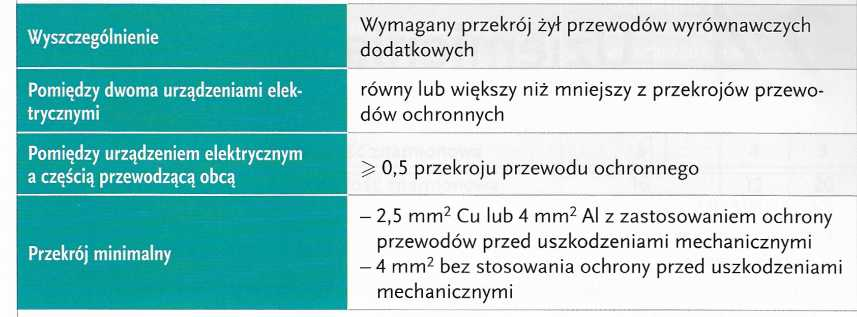 Wyszczególnienie
Wymagany przekrój żył przewodów wyrównawczych
dodatkowych
Pomiędzy dwoma urządzeniami elek-
trycznymi
równy lub większy niż mniejszy z przekrojów przewo-
dów ochronnych
Pomiędzy urządzeniem elektrycznym
a częścią przewodzącą obcą
⩾ 0,5 przekroju przewodu ochronnego
Przekrój minimalny
– 2,5 mm² Cu lub 4 mm² Al z zastosowaniem ochrony
przewodów przed uszkodzeniami mechanicznymi
– 4 mm² bez stosowania ochrony przed uszkodzeniami
mechanicznymi